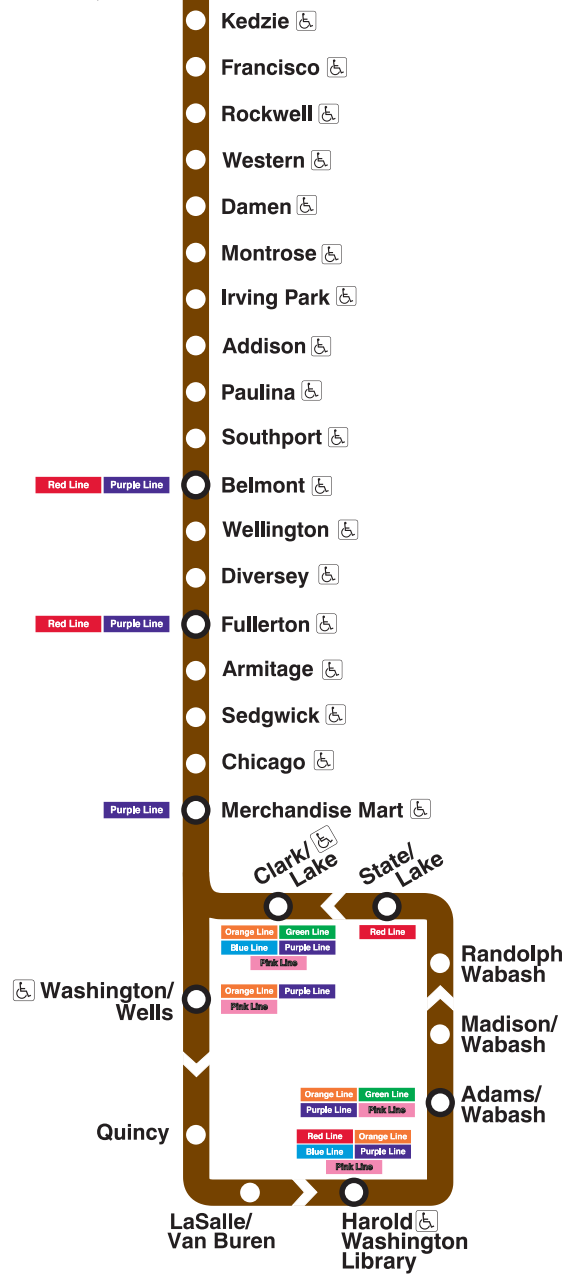 Kedzie
Francisco
Rockwell
Western
Damen
Montrose
Irving Park
Addison
Paulina
Southport
Red Line Purple Line Belmont
Wellington
Diversey
Red Line Purple Line Fullerton
Armitage
Sedgwick
Chicago
Purple Line Merchandise Mart
Clark/
Lake
State/
Lake
Orange Line Green Line
Blue Line Purple Line
Pink Line
Red Line
Randolph
Wabash
Washington/
Wells
Orange Line Purple Line
Pink Line
Madison/
Wabash
Orange Line Green Line
Purple Line Pink Line
Adams/
Wabash
Quincy
Red Line Orange Line
Blue Line Purple Line
Pink Line
LaSalle/
Van Buren
Harold
Washington
Library